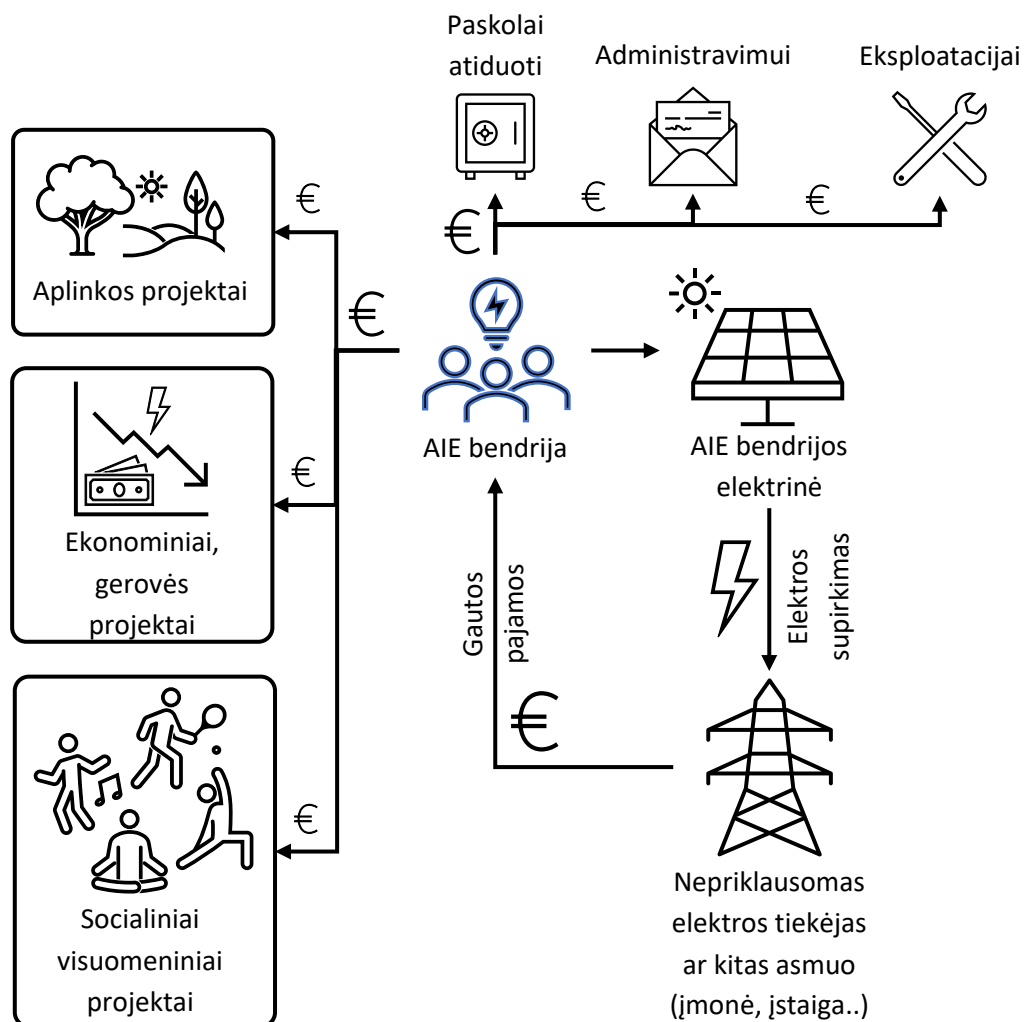 Paskolai
atiduoti
Administravimui
Eksploatacijai
€
€
€
€
€
Aplinkos projektai
AIE bendrija
AIE bendrijos
elektrinė
€
Ekonominiai,
gerovės
projektai
Gautos
pajamos
Elektros
supirkimas
€
€
Socialiniai
visuomeniniai
projektai
Nepriklausomas
elektros tiekėjas
ar kitas asmuo
(įmonė, įstaiga..)